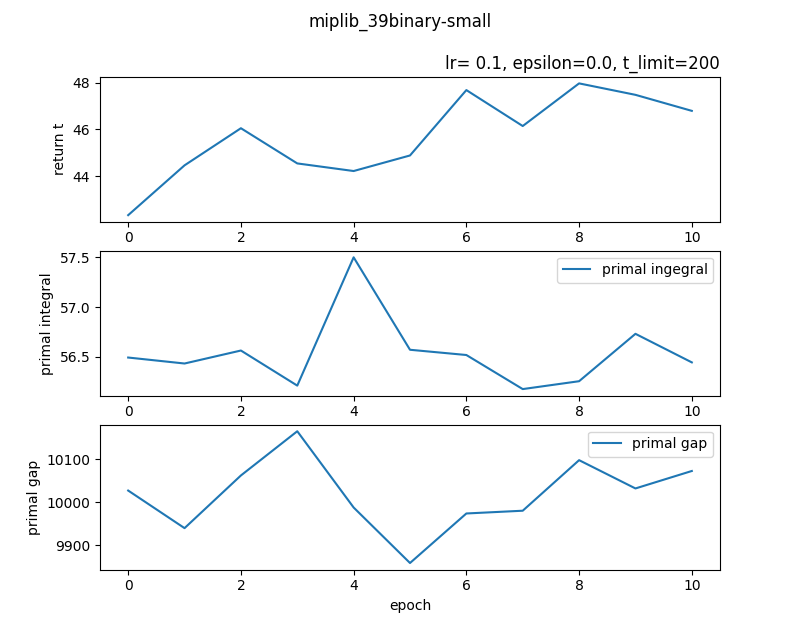 miplib_39binary-small
lr= 0.1, epsilon=0.0, t_limit=200
return t
48
46
44
0 2 4 6 8 10
primal integral
57.5
57.0
56.5
primal ingegral
0 2 4 6 8 10
primal gap
10100
10000
9900
primal gap
0 2 4 6 8 10
epoch